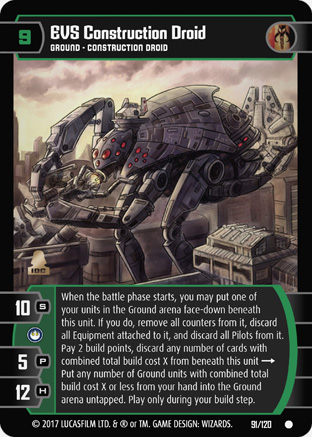 9
EVS Construction Droid
GROUND - CONSTRUCTION DROID
10 S
5 P
12 H
When the battle phase starts, you may put one of
your units in the Ground arena face-down beneath
this unit. If you do, remove all counters from it, discard
all Equipment attached to it, and discard all Pilots from it.
Pay 2 build points, discard any number of cards with
combined total build cost X from beneath this unit →
Put any number of Ground units with combined total
build cost X or less from your hand into the Ground
arena untapped. Play only during your build step.
© 2017 LUCASFILM LTD. & ® or TM. GAME DESIGN: WIZARDS.
91/120